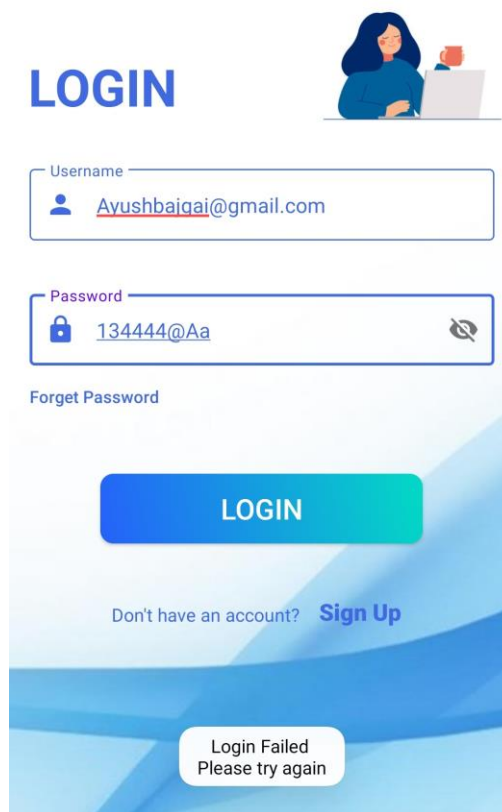 LOGIN
Username
Ayushbajgai@gmail.com
Password
134444@Aa
Forget Password
LOGIN
Don't have an account? Sign Up
Login Failed
Please try again